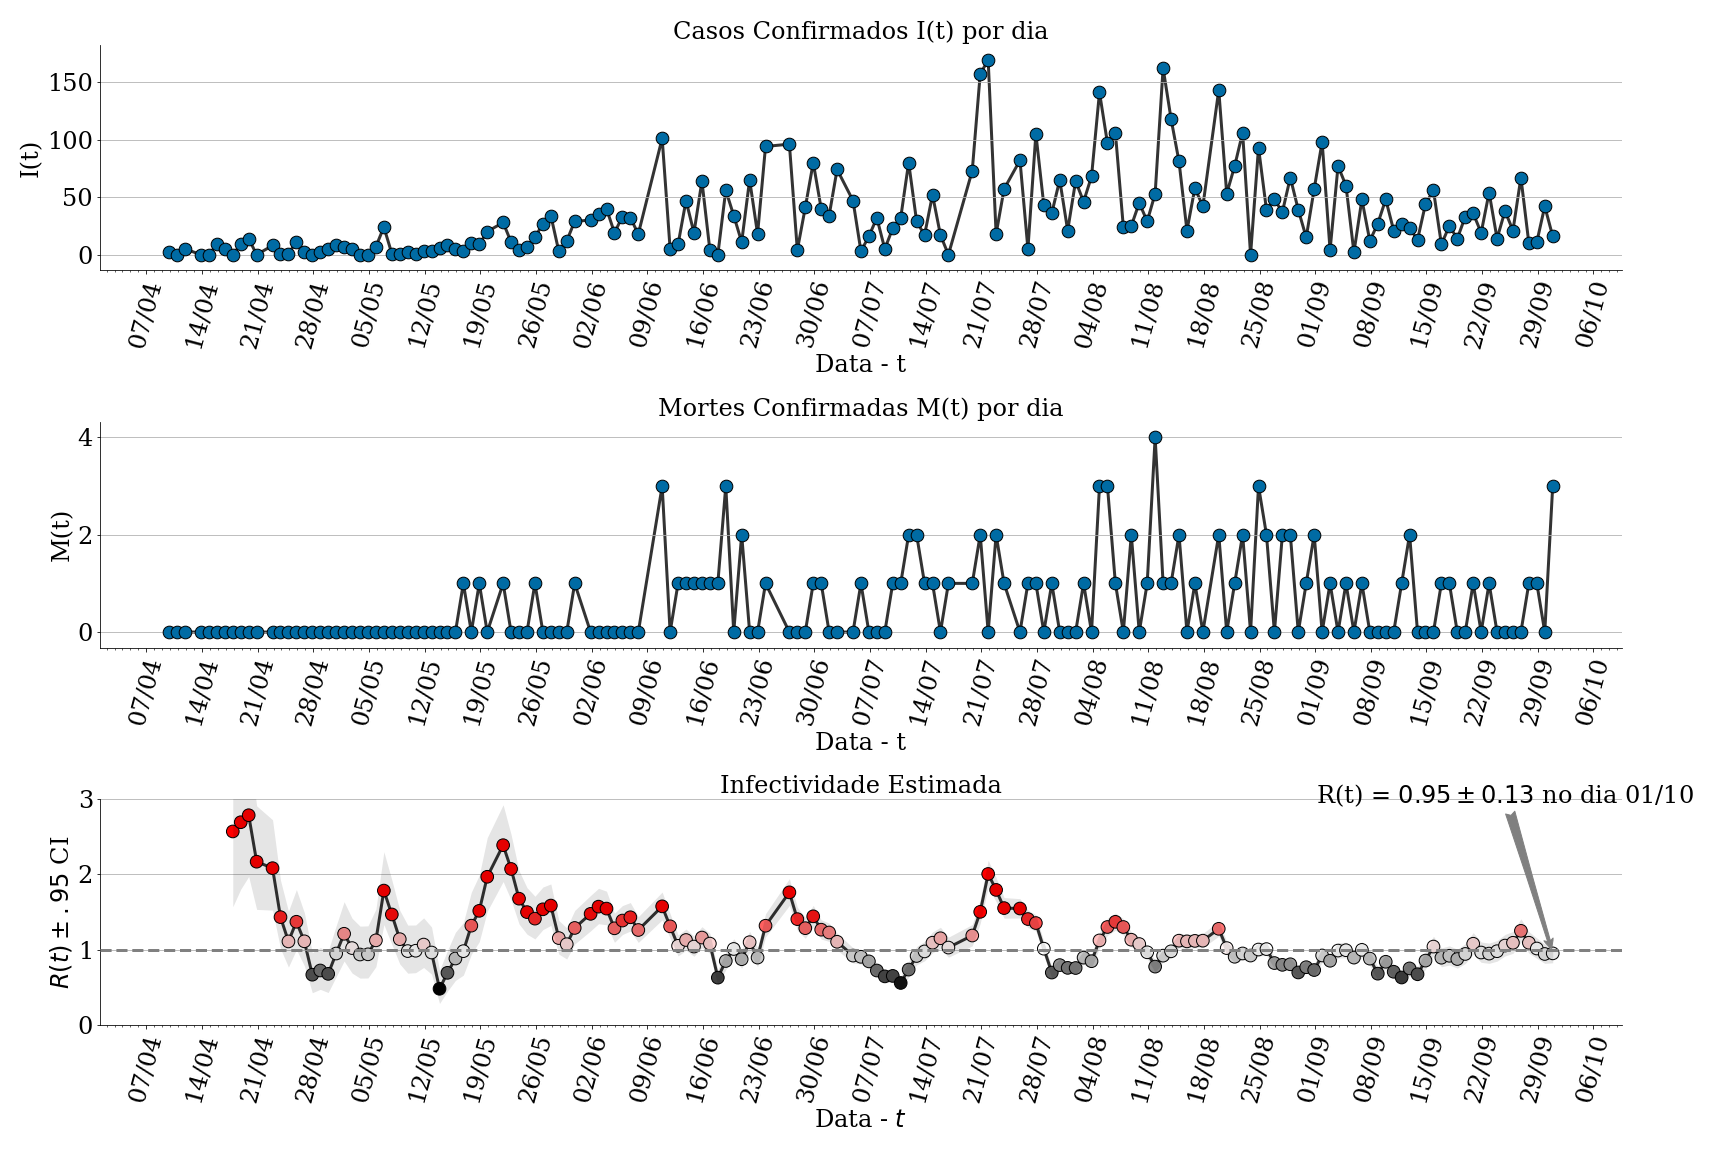 Casos Confirmados I(t) por dia
150
100
50
0
I(t)
07/04 14/04 21/04 28/04 05/05 12/05 19/05 26/05 02/06 09/06 16/06 23/06 30/06 07/07 14/07 21/07 28/07 04/08 11/08 18/08 25/08 01/09 08/09 15/09 22/09 29/09 06/10
Data - t
Mortes Confirmadas M(t) por dia
4
2
0
M(t)
07/04 14/04 21/04 28/04 05/05 12/05 19/05 26/05 02/06 09/06 16/06 23/06 30/06 07/07 14/07 21/07 28/07 04/08 11/08 18/08 25/08 01/09 08/09 15/09 22/09 29/09 06/10
Data - t
Infectividade Estimada
R(t) = 0.95 ± 0.13 no dia 01/10
3
2
1
0
R(t) ± .95 CI
07/04 14/04 21/04 28/04 05/05 12/05 19/05 26/05 02/06 09/06 16/06 23/06 30/06 07/07 14/07 21/07 28/07 04/08 11/08 18/08 25/08 01/09 08/09 15/09 22/09 29/09 06/10
Data - t